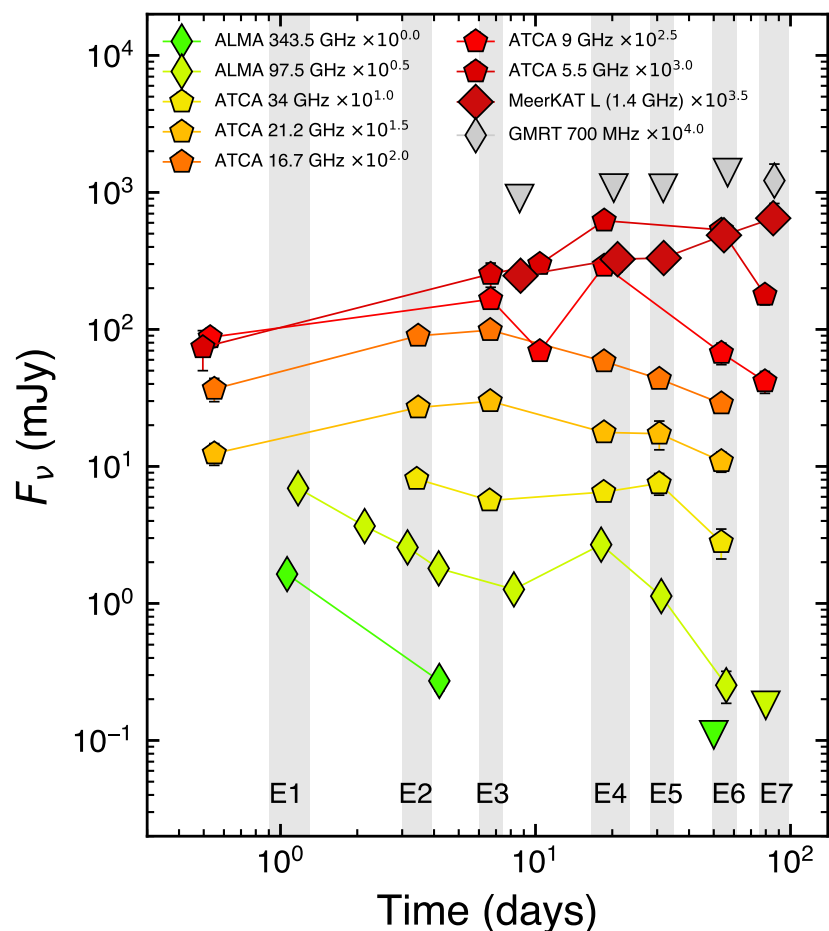 ALMA 343.5 GHz ×10^0.0
ALMA 97.5 GHz ×10^0.5
ATCA 34 GHz ×10^1.0
ATCA 21.2 GHz ×10^1.5
ATCA 16.7 GHz ×10^2.0
ATCA 9 GHz ×10^2.5
ATCA 5.5 GHz ×10^3.0
MeerKAT L (1.4 GHz) ×10^3.5
GMRT 700 MHz ×10^4.0
10^4
10^3
10^2
10^1
10^0
10^−1
F_ν (mJy)
E1 E2 E3 E4 E5 E6 E7
10^0 10^1 10^2
Time (days)